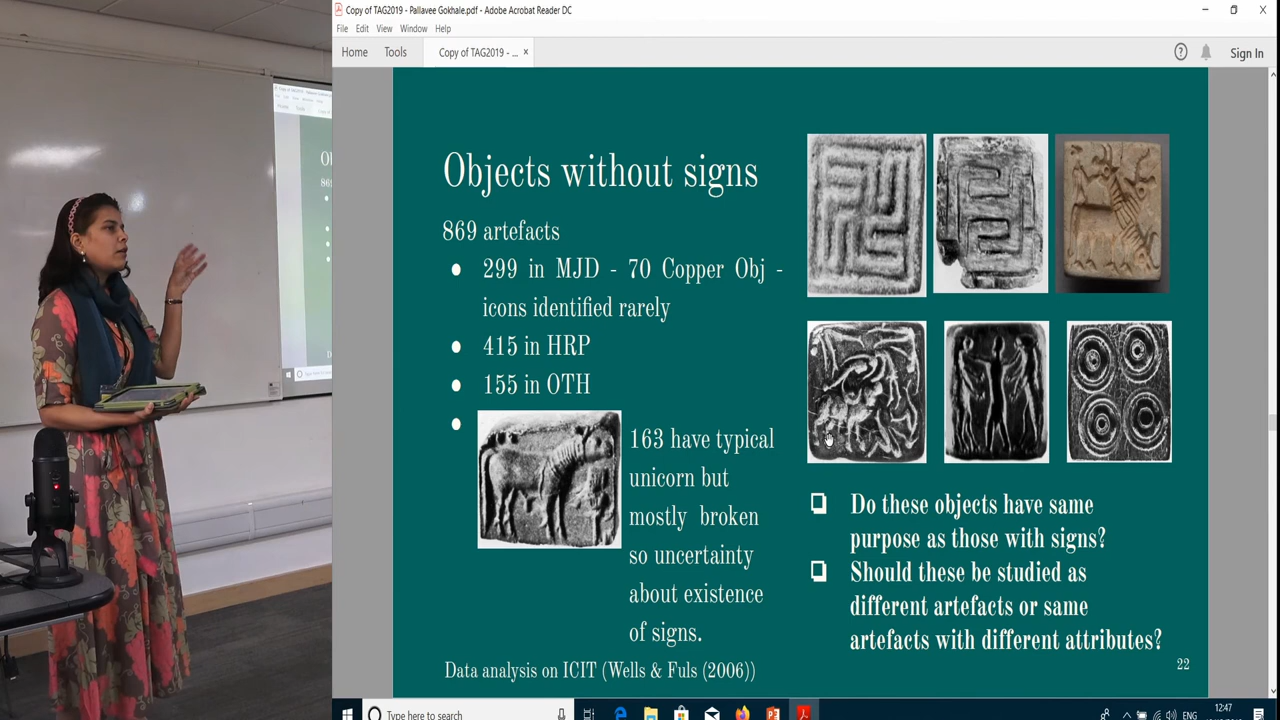 Copy of TAG2019 - Pallavee Gokhale.pdf - Adobe Acrobat Reader DC
File Edit View Window Help
Home Tools Copy of TAG2019 - ... × Sign In
Objects without signs
869 artefacts
299 in MJD - 70 Copper Obj -
icons identified rarely
415 in HRP
155 in OTH
163 have typical
unicorn but
mostly broken
so uncertainty
about existence
of signs.
Data analysis on ICIT (Wells & Fuls (2006))
Do these objects have same
purpose as those with signs?
Should these be studied as
different artefacts or same
artefacts with different attributes?
22
Type here to search
ENG
12:47